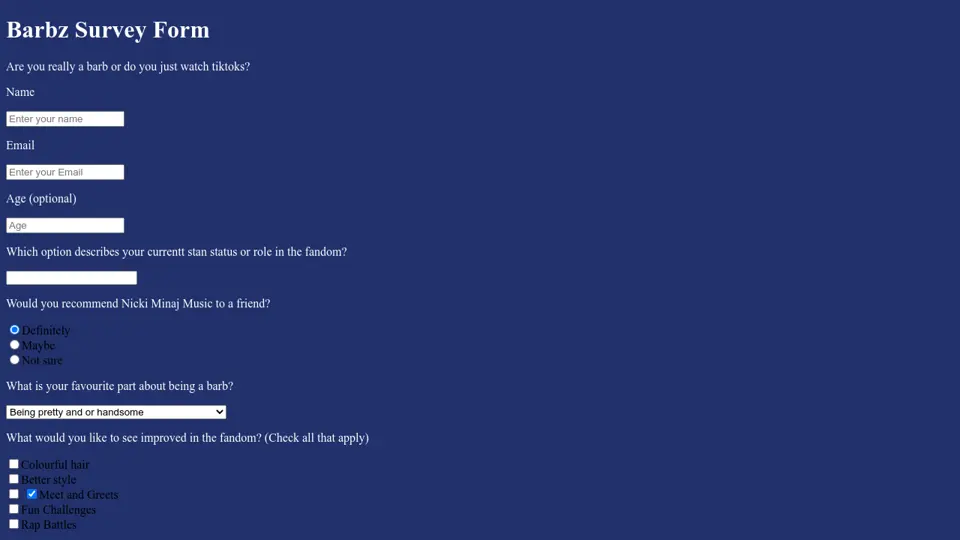 Barbz Survey Form
Are you really a barb or do you just watch tiktoks?
Name
Enter your name
Email
Enter your Email
Age (optional)
Age
Which option describes your currentt stan status or role in the fandom?
Would you recommend Nicki Minaj Music to a friend?
Definitely
Maybe
Not sure
What is your favourite part about being a barb?
Being pretty and or handsome
What would you like to see improved in the fandom? (Check all that apply)
Colourful hair
Better style
Meet and Greets
Fun Challenges
Rap Battles